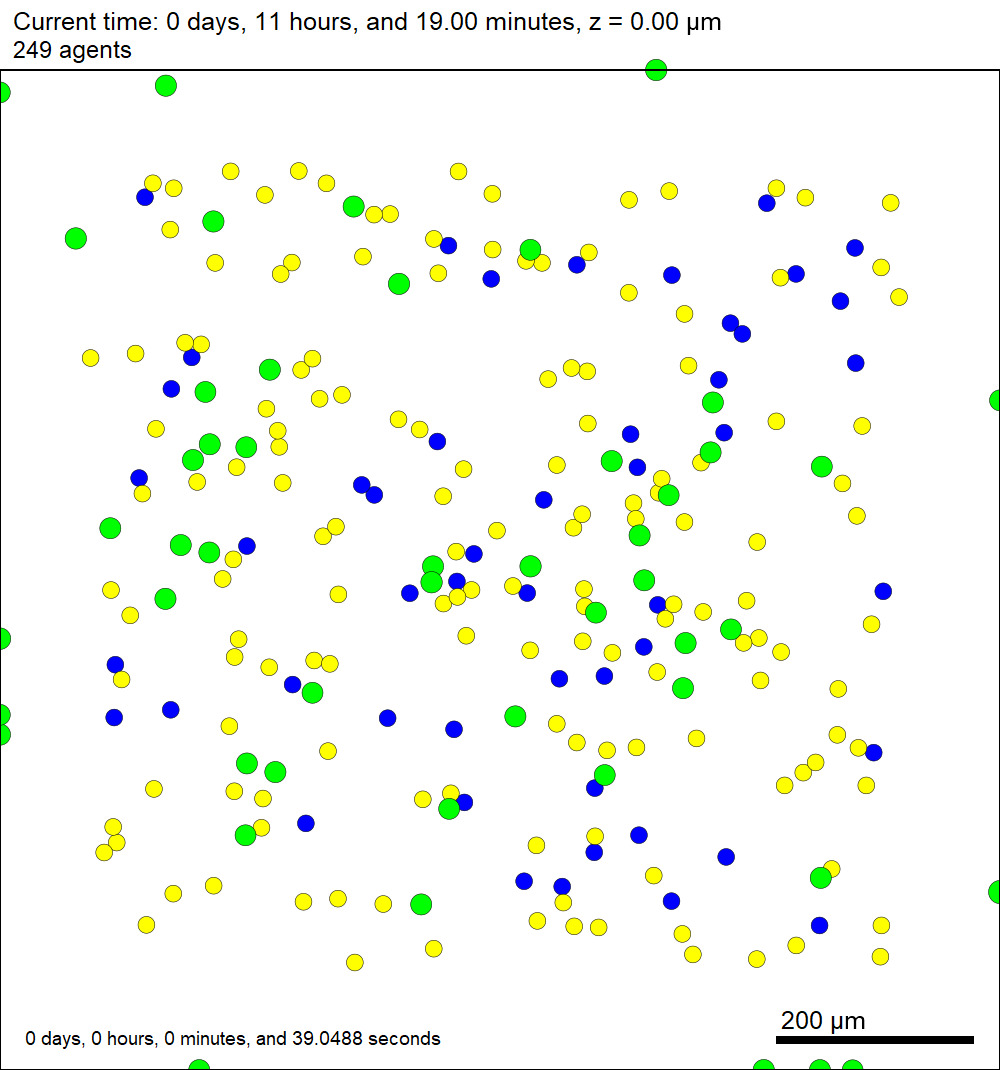 Current time: 0 days, 11 hours, and 19.00 minutes, z = 0.00 µm
249 agents
200 µm
0 days, 0 hours, 0 minutes, and 39.0488 seconds